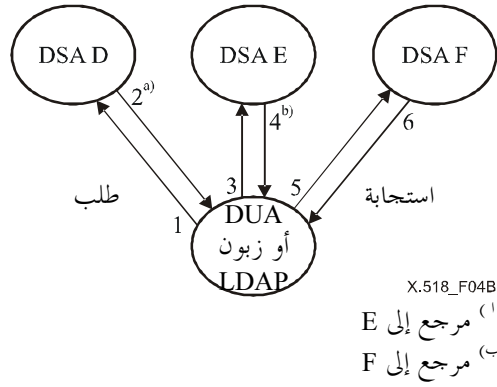 DSA D
DSA E
DSA F
2a)
4b)
6
طلب
1
3
5
استجابة
DUA
أو زبون
LDAP
X.518_F04B
ا) مرجع إلى E
ب) مرجع إلى F